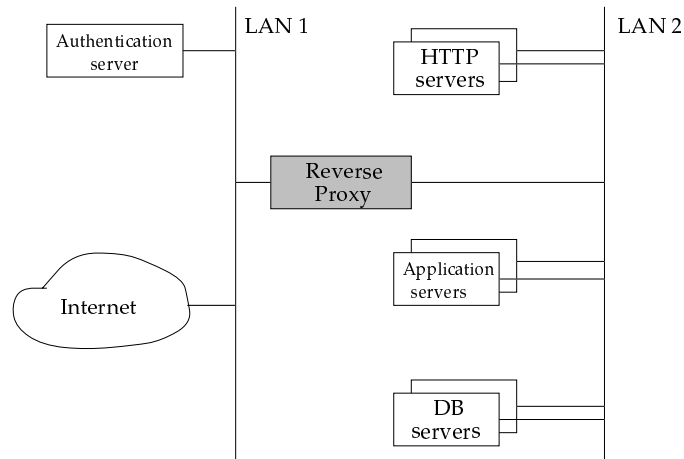 LAN 1
LAN 2
Authentication
server
HTTP
servers
Reverse
Proxy
Application
servers
Internet
DB
servers